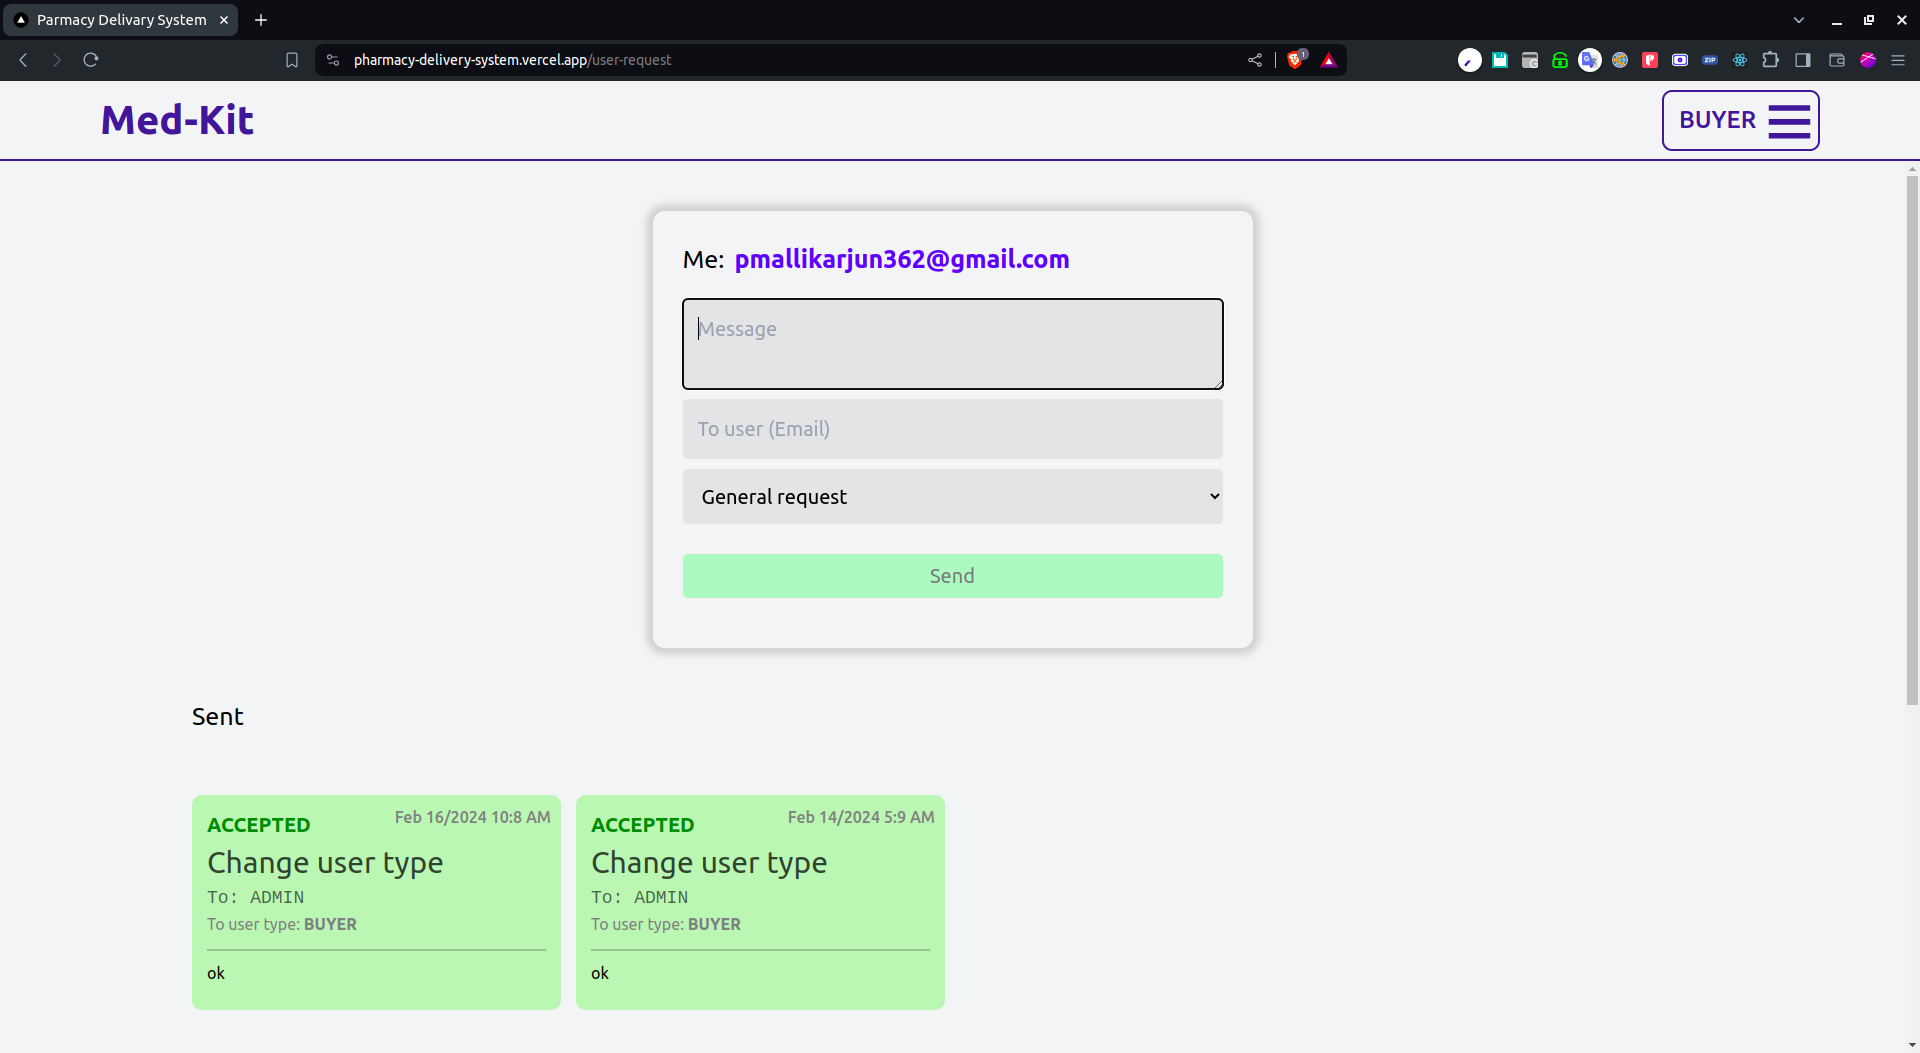 Parmacy Delivary System
pharmacy-delivery-system.vercel.app/user-request
1
ZIP
Med-Kit
BUYER
Me: pmallikarjun362@gmail.com
Message
To user (Email)
General request
Send
Sent
ACCEPTED
Feb 16/2024 10:8 AM
Change user type
To: ADMIN
To user type: BUYER
ok
ACCEPTED
Feb 14/2024 5:9 AM
Change user type
To: ADMIN
To user type: BUYER
ok